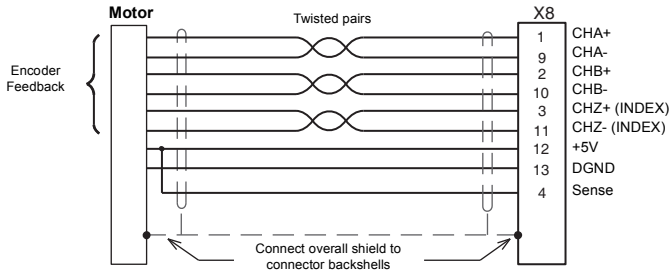 Motor
Twisted pairs
X8
Encoder
Feedback
1 CHA+
9 CHA-
2 CHB+
10 CHB-
3 CHZ+ (INDEX)
11 CHZ- (INDEX)
12 +5V
13 DGND
4 Sense
Connect overall shield to
connector backshells